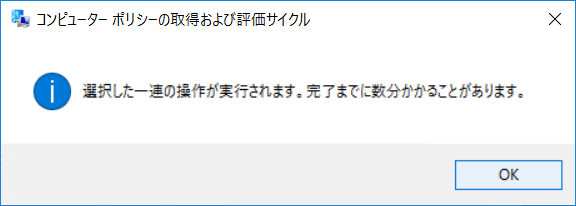 コンピューター ポリシーの取得および評価サイクル
選択した一連の操作が実行されます。完了までに数分かかることがあります。
OK